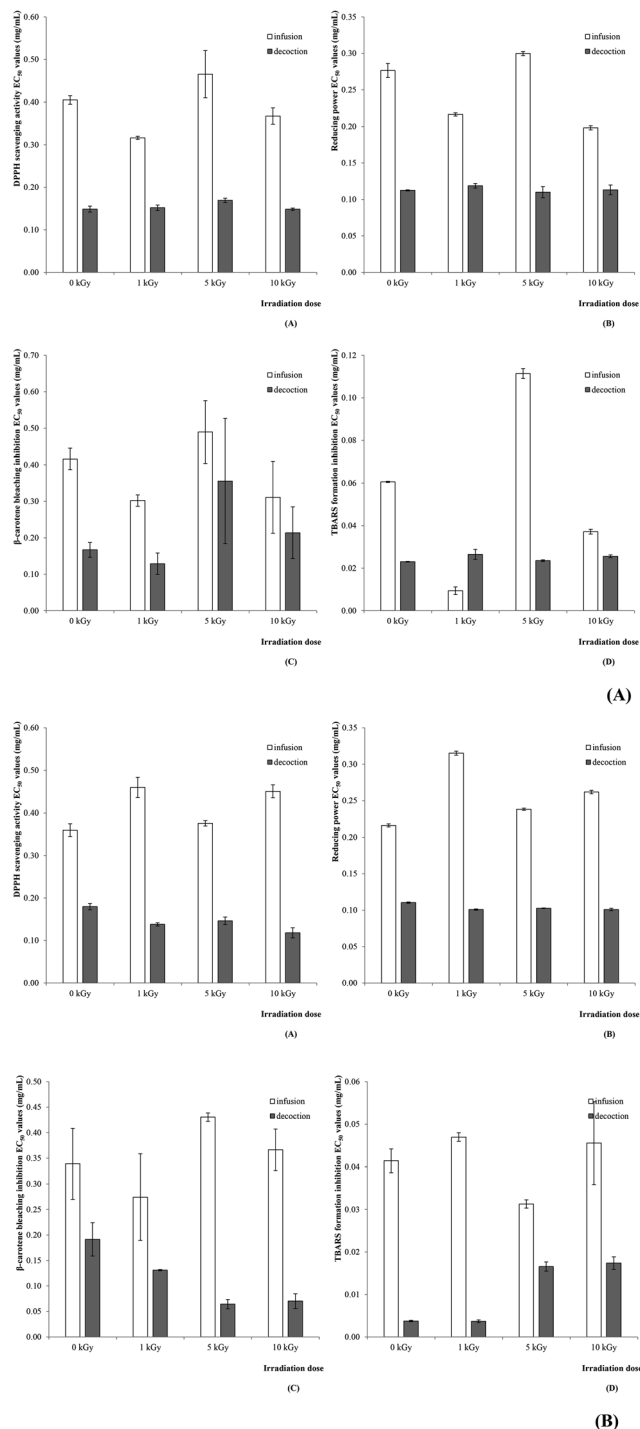 DPPH scavenging activity EC50 values (mg/mL)
0.60
0.50
0.40
0.30
0.20
0.10
0.00
infusion
decoction
0 kGy 1 kGy 5 kGy 10 kGy
Irradiation dose
(A)
Reducing power EC50 values (mg/mL)
0.35
0.30
0.25
0.20
0.15
0.10
0.05
0.00
infusion
decoction
0 kGy 1 kGy 5 kGy 10 kGy
Irradiation dose
(B)
β-carotene bleaching inhibition EC50 values (mg/mL)
0.70
0.60
0.50
0.40
0.30
0.20
0.10
0.00
infusion
decoction
0 kGy 1 kGy 5 kGy 10 kGy
Irradiation dose
(C)
TBARS formation inhibition EC50 values (mg/mL)
0.12
0.10
0.08
0.06
0.04
0.02
0.00
infusion
decoction
0 kGy 1 kGy 5 kGy 10 kGy
Irradiation dose
(D)
(A)
DPPH scavenging activity EC50 values (mg/mL)
0.60
0.50
0.40
0.30
0.20
0.10
0.00
infusion
decoction
0 kGy 1 kGy 5 kGy 10 kGy
Irradiation dose
(A)
Reducing power EC50 values (mg/mL)
0.35
0.30
0.25
0.20
0.15
0.10
0.05
0.00
infusion
decoction
0 kGy 1 kGy 5 kGy 10 kGy
Irradiation dose
(B)
β-carotene bleaching inhibition EC50 values (mg/mL)
0.50
0.45
0.40
0.35
0.30
0.25
0.20
0.15
0.10
0.05
0.00
infusion
decoction
0 kGy 1 kGy 5 kGy 10 kGy
Irradiation dose
(C)
TBARS formation inhibition EC50 values (mg/mL)
0.06
0.05
0.04
0.03
0.02
0.01
0.00
infusion
decoction
0 kGy 1 kGy 5 kGy 10 kGy
Irradiation dose
(D)
(B)